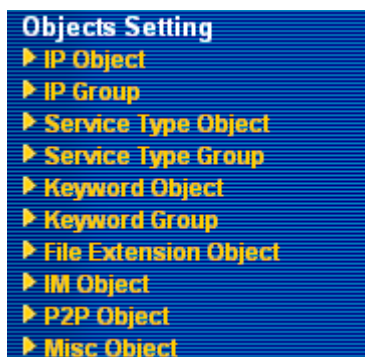 Objects Setting
IP Object
IP Group
Service Type Object
Service Type Group
Keyword Object
Keyword Group
File Extension Object
IM Object
P2P Object
Misc Object